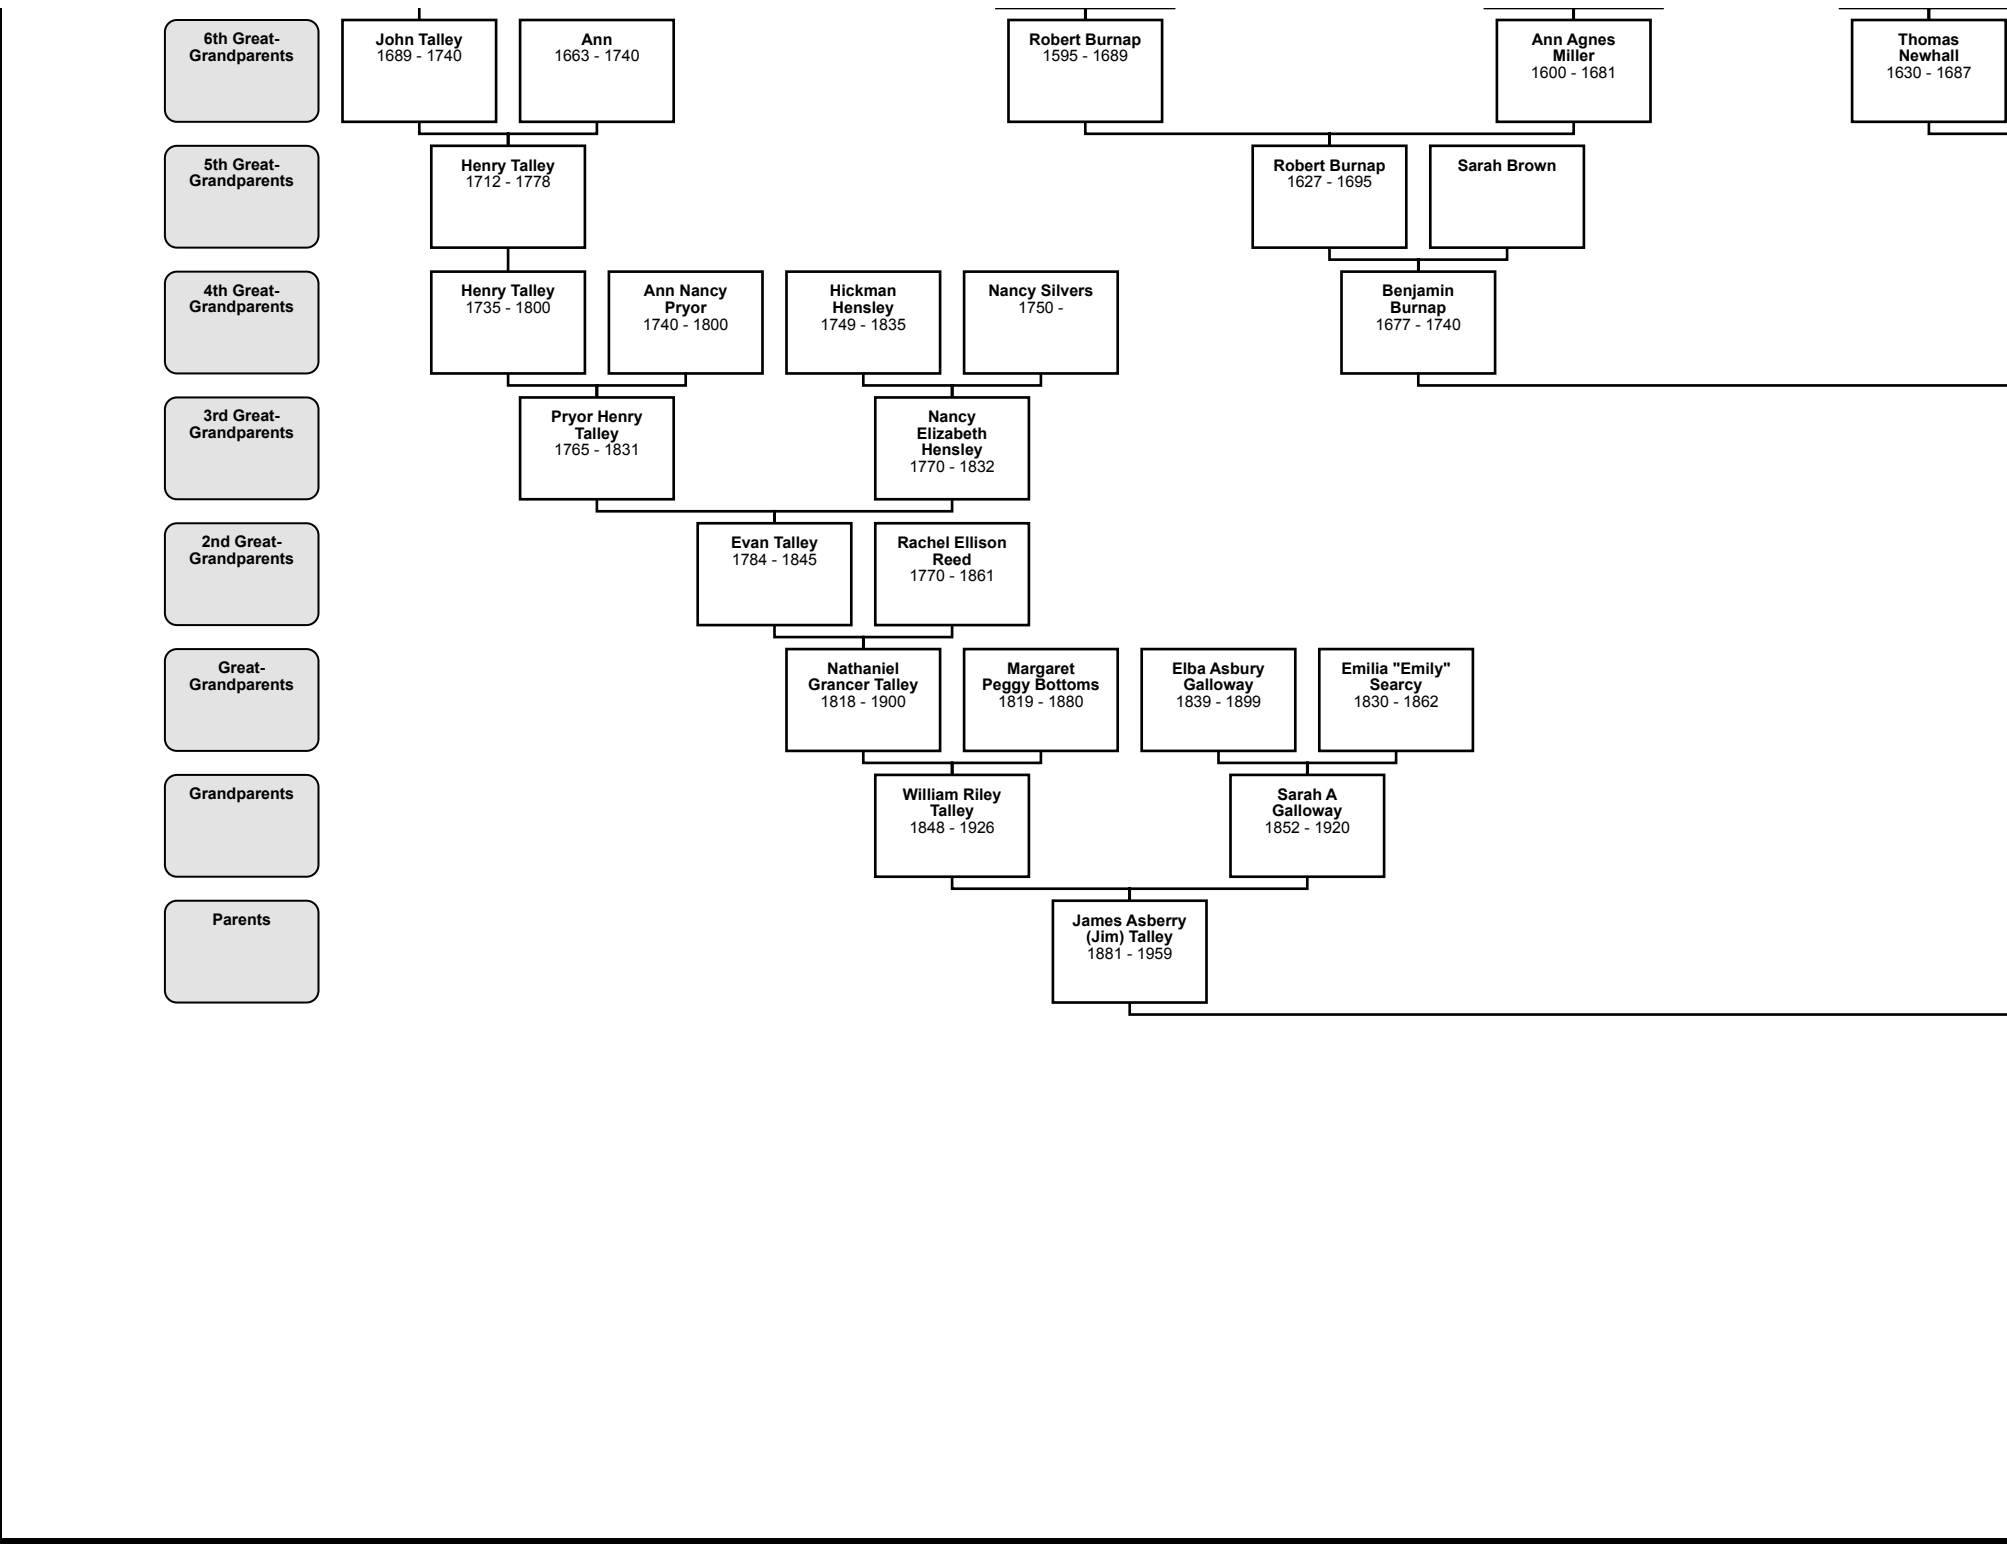 6th Great-
Grandparents
John Talley
1689 - 1740
Ann
1663 - 1740
Robert Burnap
1595 - 1689
Ann Agnes
Miller
1600 - 1681
Thomas
Newhall
1630 - 1687
5th Great-
Grandparents
Henry Talley
1712 - 1778
Robert Burnap
1627 - 1695
Sarah Brown
4th Great-
Grandparents
Henry Talley
1735 - 1800
Ann Nancy
Pryor
1740 - 1800
Hickman
Hensley
1749 - 1835
Nancy Silvers
1750 -
Benjamin
Burnap
1677 - 1740
3rd Great-
Grandparents
Pryor Henry
Talley
1765 - 1831
Nancy
Elizabeth
Hensley
1770 - 1832
2nd Great-
Grandparents
Evan Talley
1784 - 1845
Rachel Ellison
Reed
1770 - 1861
Great-
Grandparents
Nathaniel
Grancer Talley
1818 - 1900
Margaret
Peggy Bottoms
1819 - 1880
Elba Asbury
Galloway
1839 - 1899
Emilia "Emily"
Searcy
1830 - 1862
Grandparents
William Riley
Talley
1848 - 1926
Sarah A
Galloway
1852 - 1920
Parents
James Asberry
(Jim) Talley
1881 - 1959